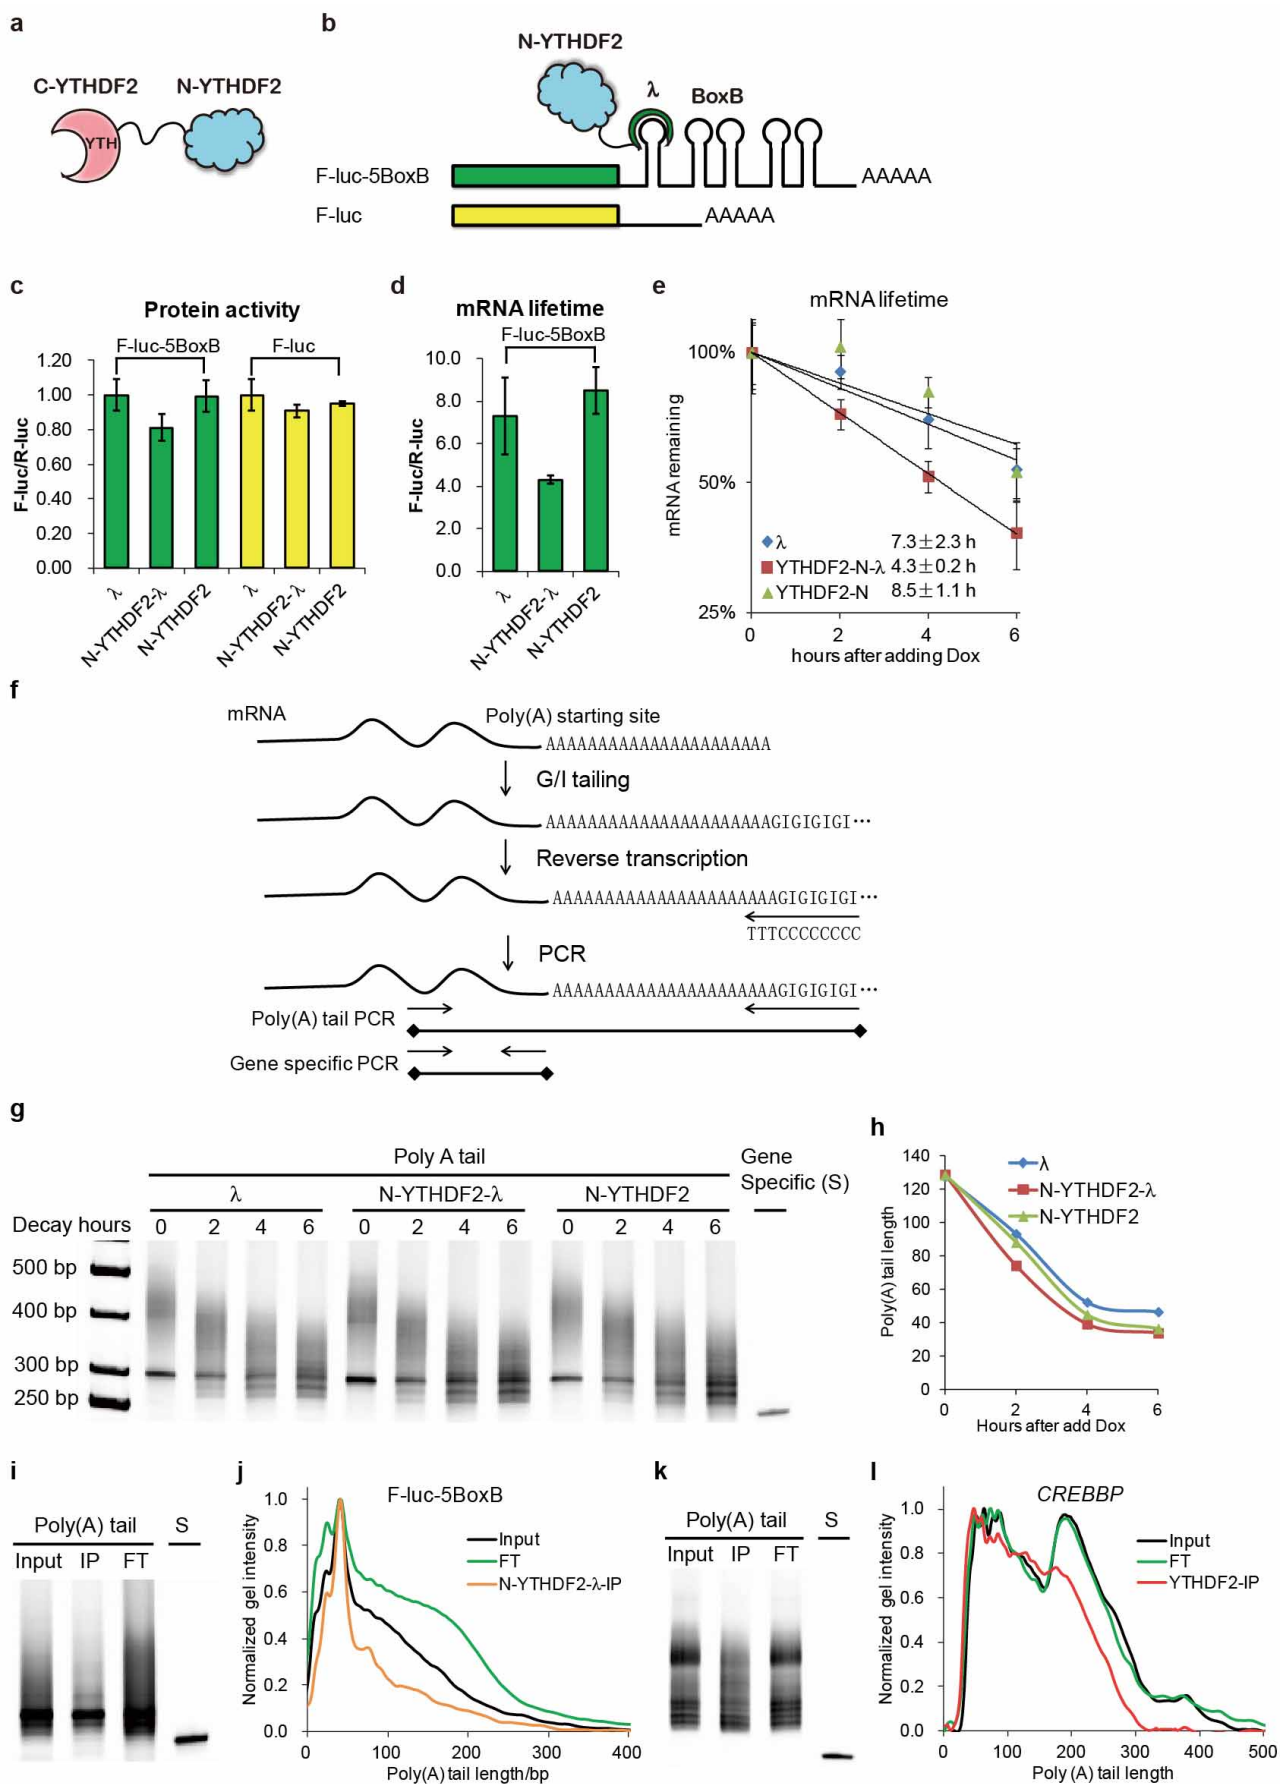 a
b
C-YTHDF2 N-YTHDF2
YTH
N-YTHDF2
λ
BoxB
F-luc-5BoxB
AAAAA
F-luc
AAAAA
c
Protein activity
F-luc-5BoxB
F-luc
F-luc/R-luc
1.20
1.00
0.80
0.60
0.40
0.20
0.00
λ
N-YTHDF2-λ
N-YTHDF2
λ
N-YTHDF2-λ
N-YTHDF2
d
mRNA lifetime
F-luc-5BoxB
F-luc/R-luc
10.0
8.0
6.0
4.0
2.0
0.0
λ
N-YTHDF2-λ
N-YTHDF2
e
mRNA lifetime
mRNA remaining
100%
50%
25%
λ 7.3±2.3 h
YTHDF2-N-λ 4.3±0.2 h
YTHDF2-N 8.5±1.1 h
0 2 4 6
hours after adding Dox
f
mRNA
Poly(A) starting site
AAAAAAAAAAAAAAAAAAAAAA
G/I tailing
AAAAAAAAAAAAAAAAAAAAAAGIGIGIGI···
Reverse transcription
AAAAAAAAAAAAAAAAAAAAAAGIGIGIGI···
TTTCCCCCCCC
PCR
AAAAAAAAAAAAAAAAAAAAAAGIGIGIGI···
Poly(A) tail PCR
Gene specific PCR
g
Poly A tail
Gene
Specific (S)
λ
N-YTHDF2-λ
N-YTHDF2
Decay hours 0 2 4 6 0 2 4 6 0 2 4 6
500 bp
400 bp
300 bp
250 bp
h
Poly(A) tail length
140
120
100
80
60
40
20
0
λ
N-YTHDF2-λ
N-YTHDF2
0 2 4 6
Hours after add Dox
i
Poly(A) tail S
Input IP FT
j
F-luc-5BoxB
Normalized gel intensity
1.0
0.8
0.6
0.4
0.2
0.0
Input
FT
N-YTHDF2-λ-IP
0 100 200 300 400
Poly(A) tail length/bp
k
Poly(A) tail S
Input IP FT
l
CREBBP
Normalized gel intensity
1.0
0.8
0.6
0.4
0.2
0.0
Input
FT
YTHDF2-IP
0 100 200 300 400 500
Poly (A) tail length